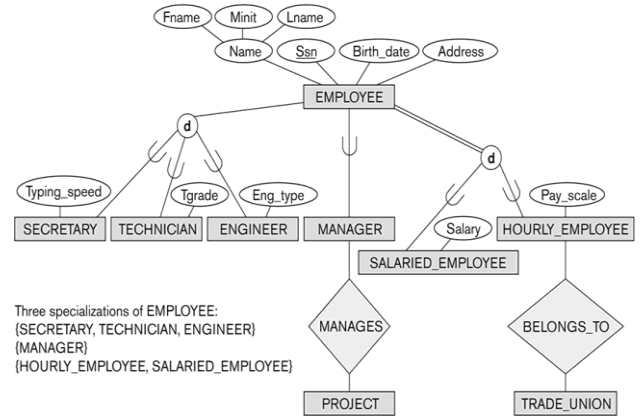 Fname
Minit
Lname
Name
Ssn
Birth_date
Address
EMPLOYEE
d
d
Typing_speed
Tgrade
Eng_type
Pay_scale
SECRETARY
TECHNICIAN
ENGINEER
MANAGER
Salary
HOURLY_EMPLOYEE
SALARIED_EMPLOYEE
Three specializations of EMPLOYEE:
{SECRETARY, TECHNICIAN, ENGINEER}
{MANAGER}
{HOURLY_EMPLOYEE, SALARIED_EMPLOYEE}
MANAGES
BELONGS_TO
PROJECT
TRADE_UNION